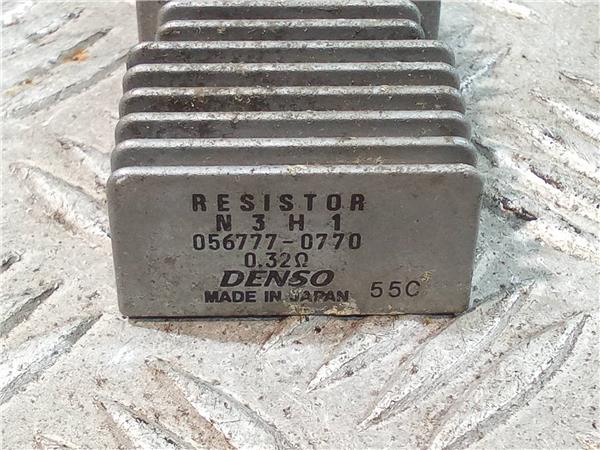 RESISTOR
N3H1
056777-0770
0.32Ω
DENSO
MADE IN JAPAN 55C